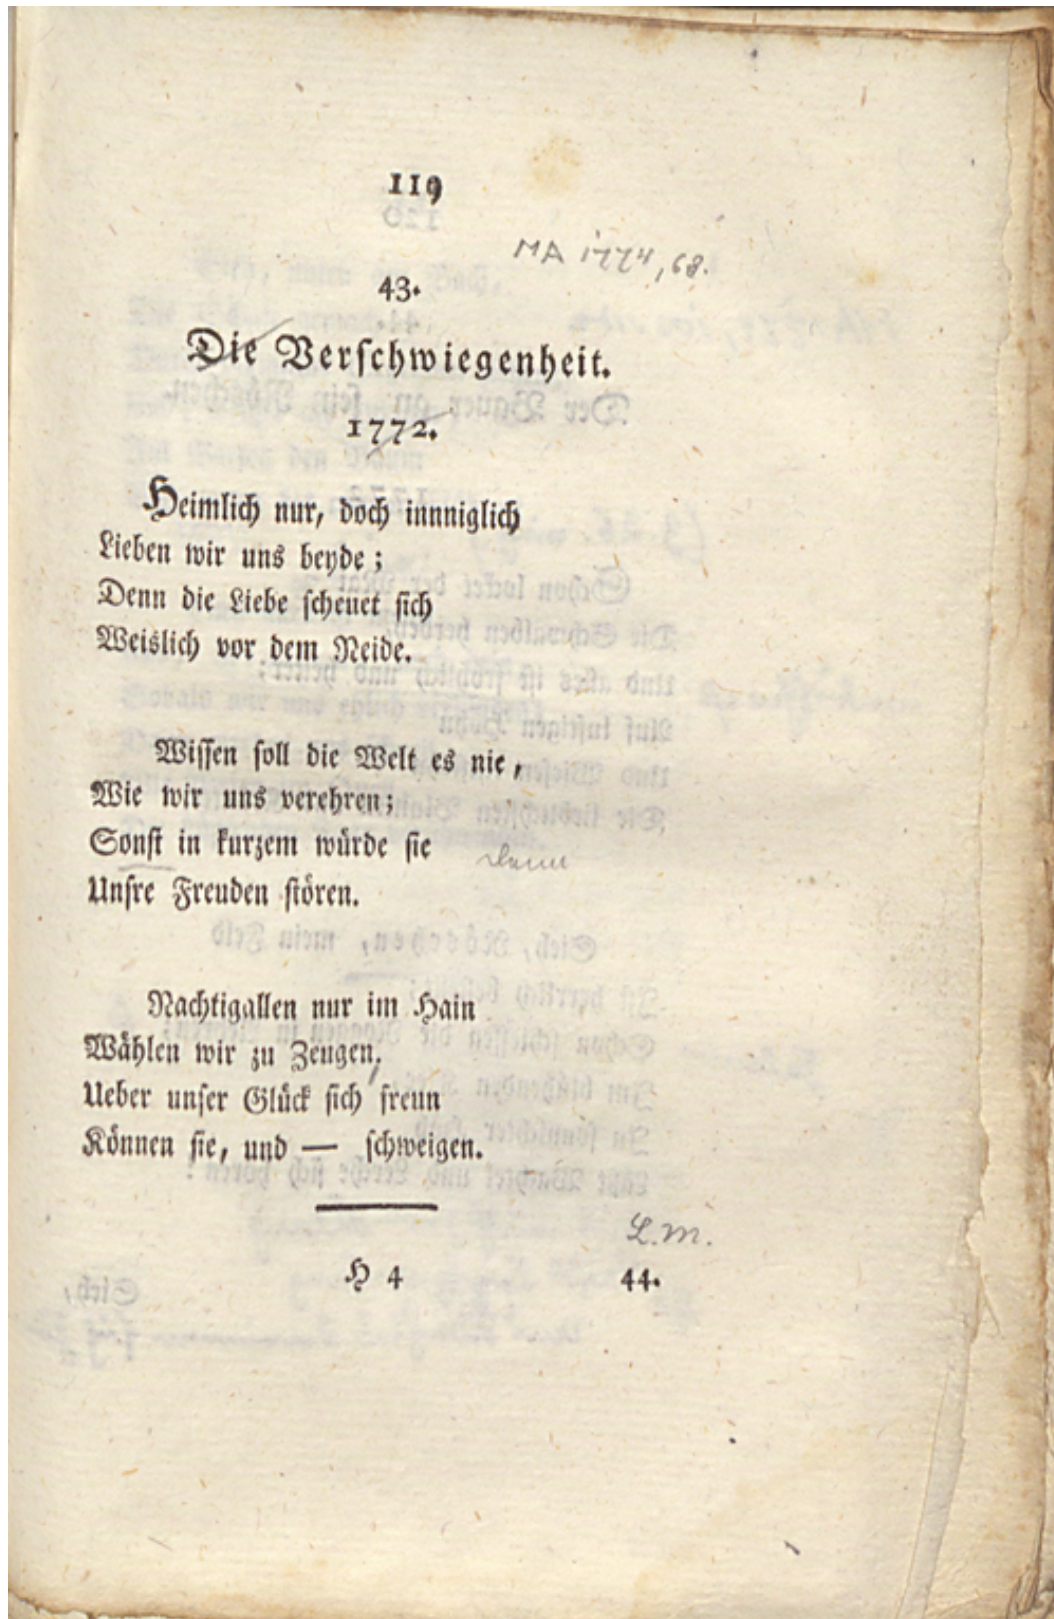 119
MA 1774, 68.
43.
Die Verschwiegenheit.
1772.
Heimlich nur, doch innniglich
Lieben wir uns beyde;
Denn die Liebe scheuet sich
Weislich vor dem Neide.
Wissen soll die Welt es nie,
Wie wir uns verehren;
Sonst in kurzem würde sie
Denn
Unsre Freuden stören.
Nachtigallen nur im Hain
Wählen wir zu Zeugen,
Ueber unser Glück sich freun
Können sie, und — schweigen.
L. M.
H 4 44.